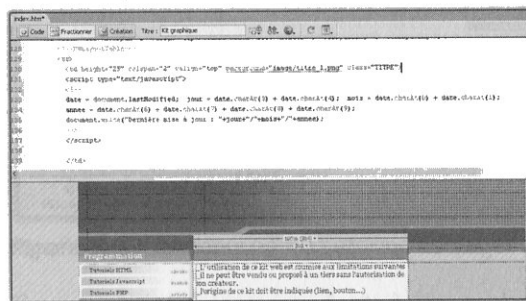 index.htm*
Code Fractionner Création Titre : Kit graphique
<td height="23" colspan="2" valign="top" background="image/titre_1.png" class="TITRE">
<script type="text/javascript">
<!--
date = document.lastModified; jour = date.charAt(3) + date.charAt(4); mois = date.charAt(0) + date.charAt(1);
annee = date.charAt(6) + date.charAt(7) + date.charAt(8) + date.charAt(9);
document.write("Dernière mise à jour : "+jour+"/"+mois+"/"+annee);
</script>
</td>
Programmation
Tutoriels HTML
Tutoriels Javascript
Tutoriels PHP
_L'utilisation de ce kit web est soumise aux limitations suivantes
_Il ne peut être vendu ou proposé à un tiers sans l'autorisation de
mon créateur.
_l'origine de ce kit doit être indiquée (lien, bouton...)